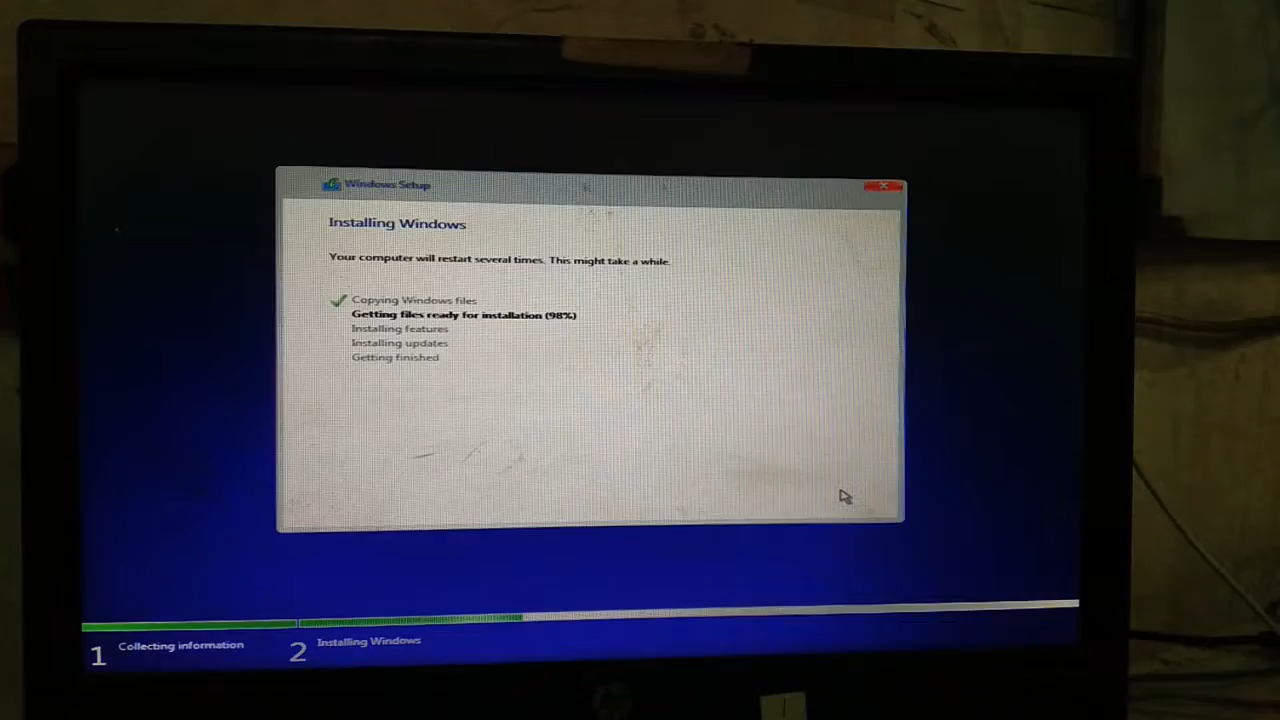 Windows Setup
Installing Windows
Your computer will restart several times. This might take a while.
Copying Windows files
Getting files ready for installation (98%)
Installing features
Installing updates
Getting finished
1 Collecting information
2 Installing Windows